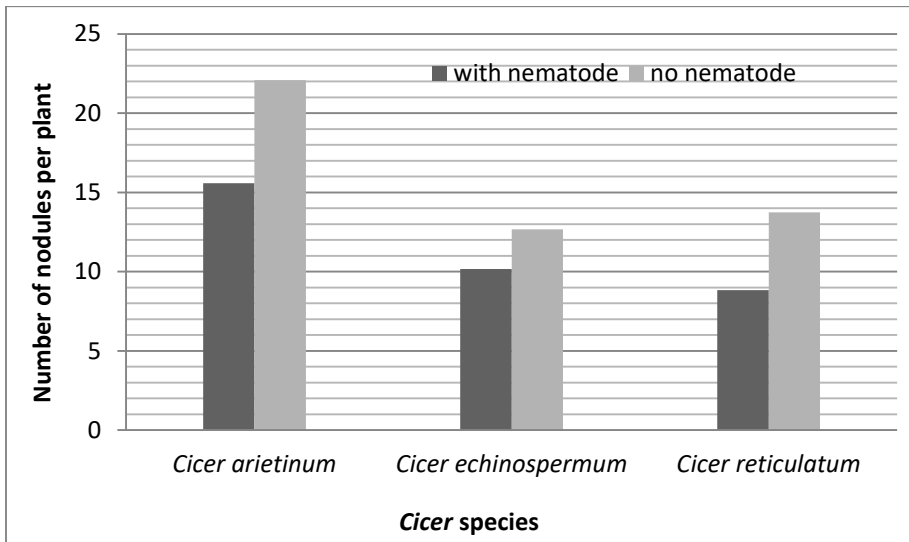 Number of nodules per plant
25
20
15
10
5
0
with nematode no nematode
Cicer arietinum Cicer echinospermum Cicer reticulatum
Cicer species